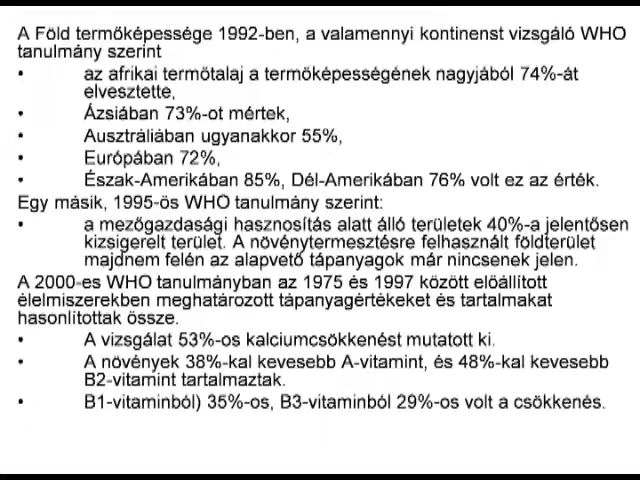 A Föld termőképessége 1992-ben, a valamennyi kontinenst vizsgáló WHO
tanulmány szerint
• az afrikai termőtalaj a termőképességének nagyjából 74%-át
elvesztette,
• Ázsiában 73%-ot mértek,
• Ausztráliában ugyanakkor 55%,
• Európában 72%,
• Észak-Amerikában 85%, Dél-Amerikában 76% volt ez az érték.
Egy másik, 1995-ös WHO tanulmány szerint:
• a mezőgazdasági hasznosítás alatt álló területek 40%-a jelentősen
kizsigerelt terület. A növénytermesztésre felhasznált földterület
majdnem felén az alapvető tápanyagok már nincsenek jelen.
A 2000-es WHO tanulmányban az 1975 és 1997 között előállított
élelmiszerekben meghatározott tápanyagértékeket és tartalmakat
hasonlítottak össze.
• A vizsgálat 53%-os kalciumcsökkenést mutatott ki.
• A növények 38%-kal kevesebb A-vitamint, és 48%-kal kevesebb
B2-vitamint tartalmaztak.
• B1-vitaminból) 35%-os, B3-vitaminból 29%-os volt a csökkenés.